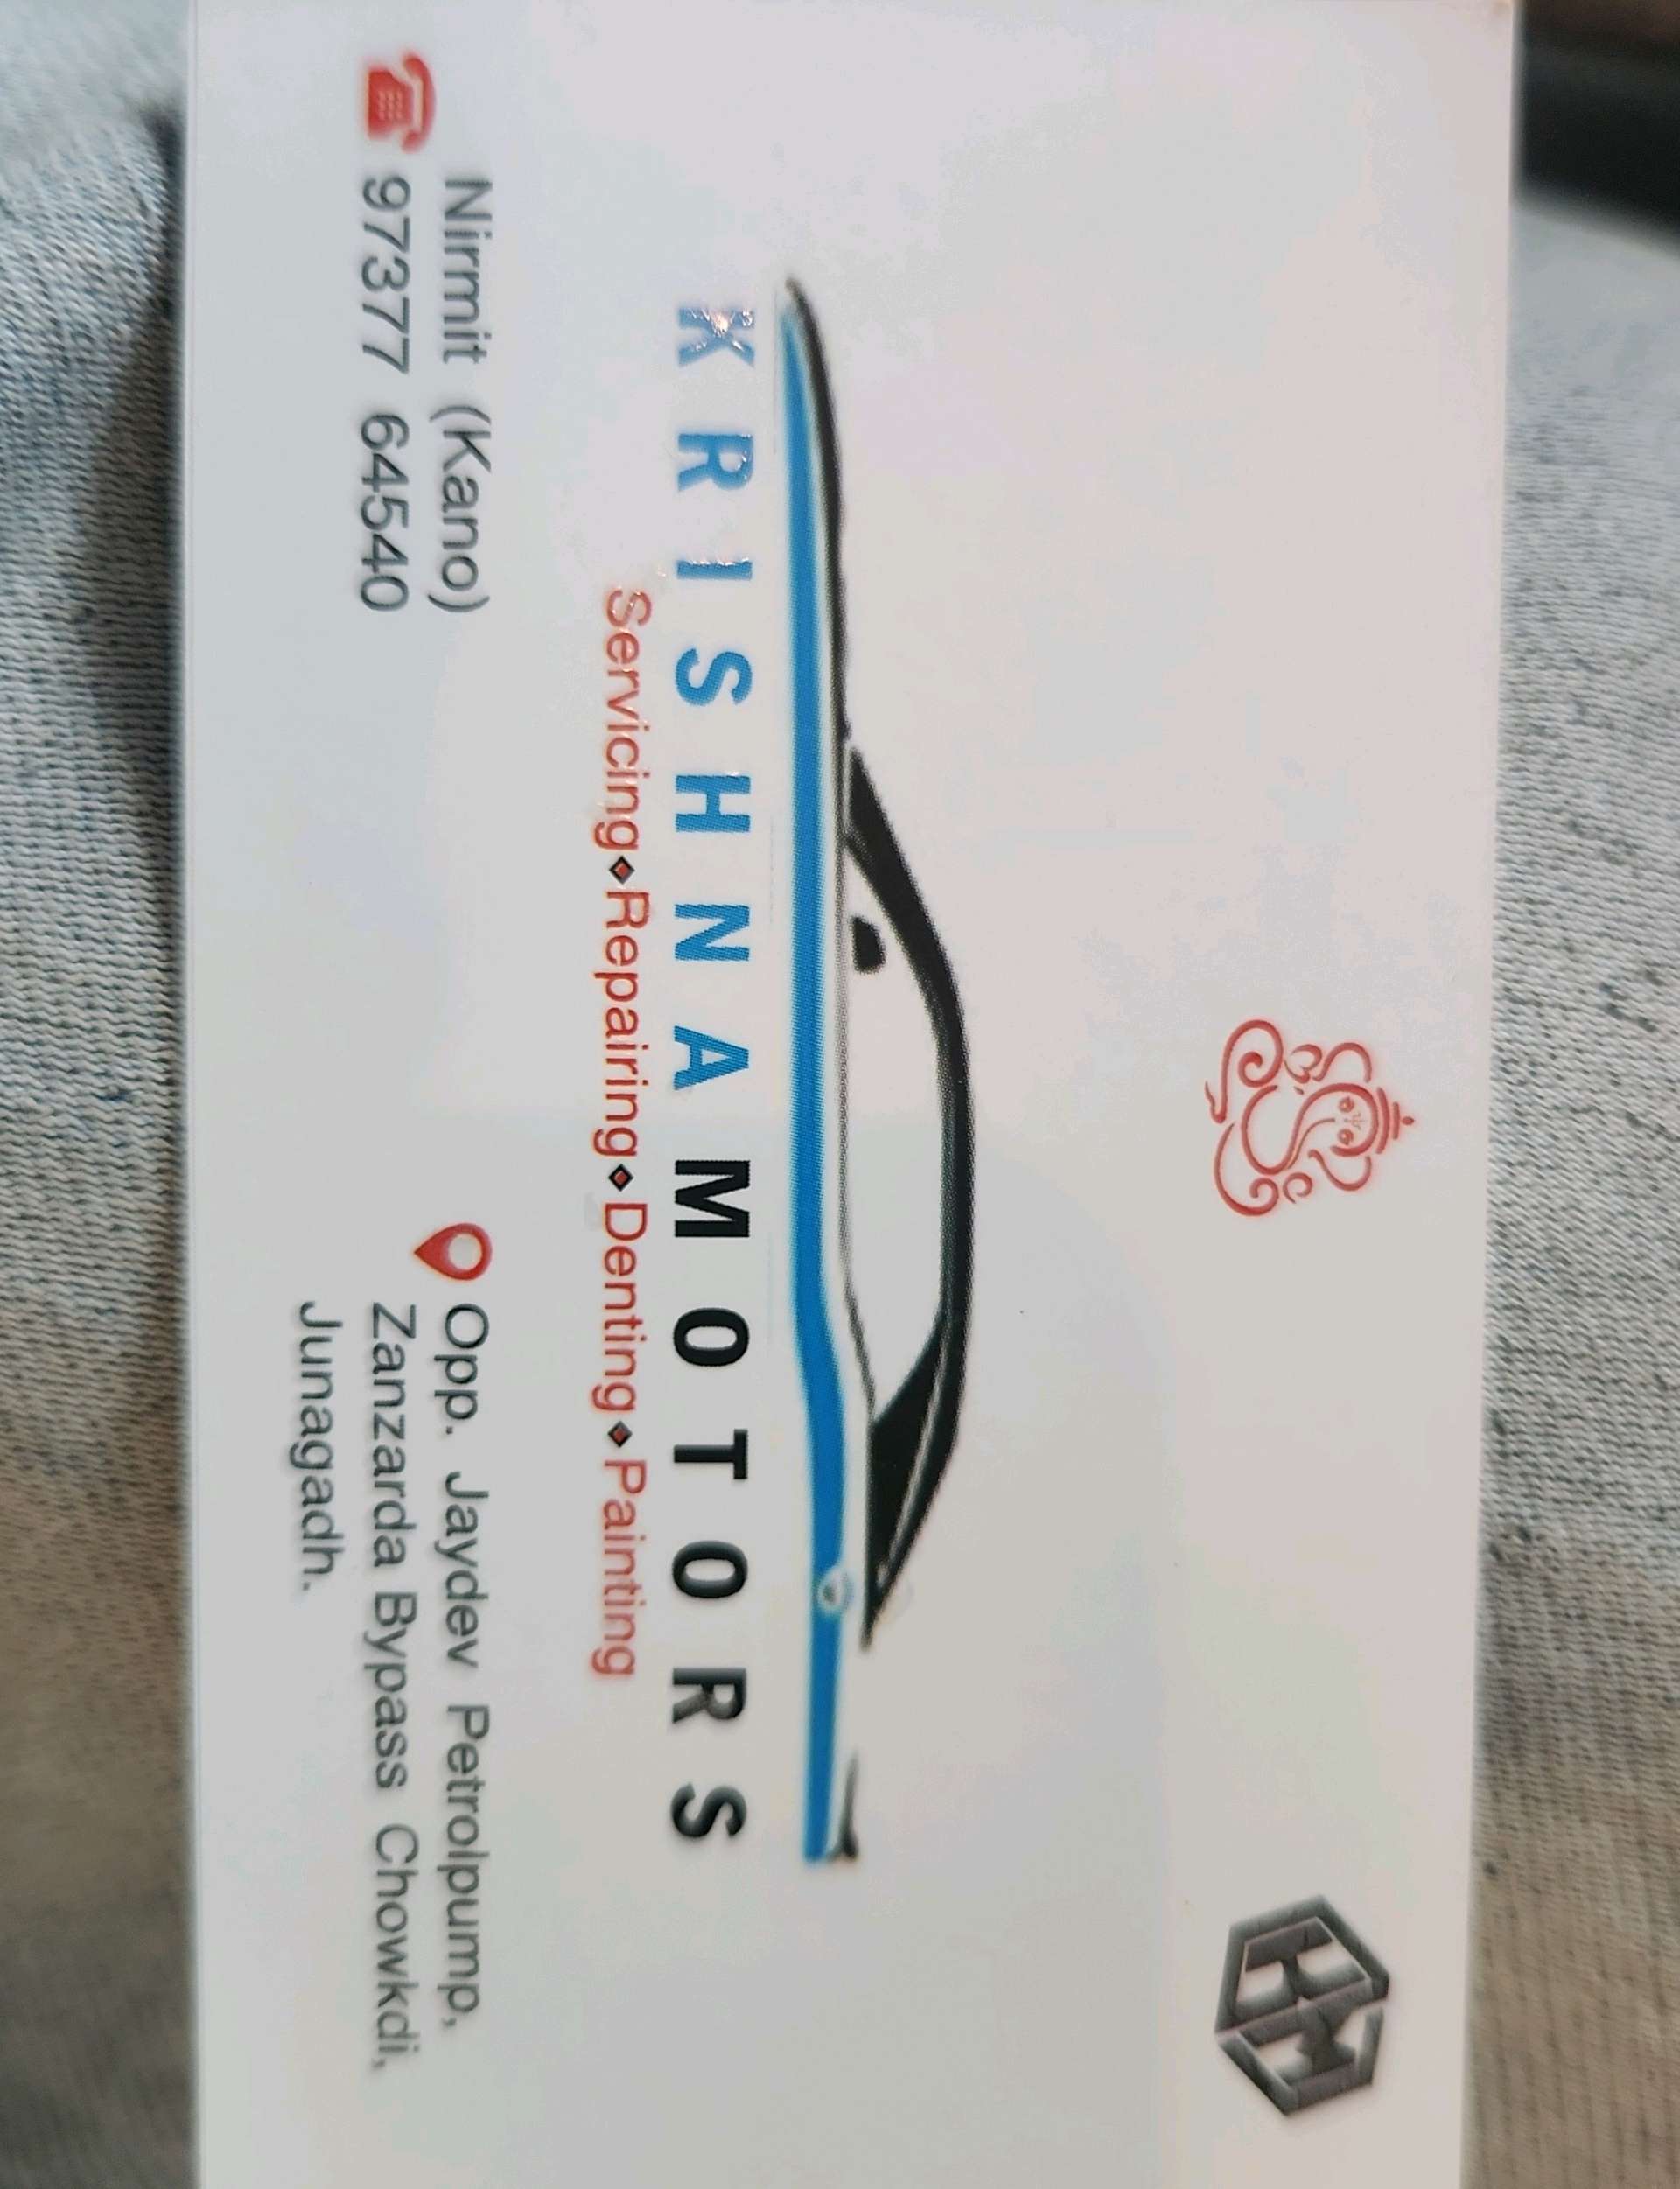 KRISHNA MOTORS
Servicing◆Repairing◆Denting◆Painting
Nirmit (Kano)
97377 64540
Opp. Jaydev Petrolpump,
Zanzarda Bypass Chowkdi,
Junagadh.